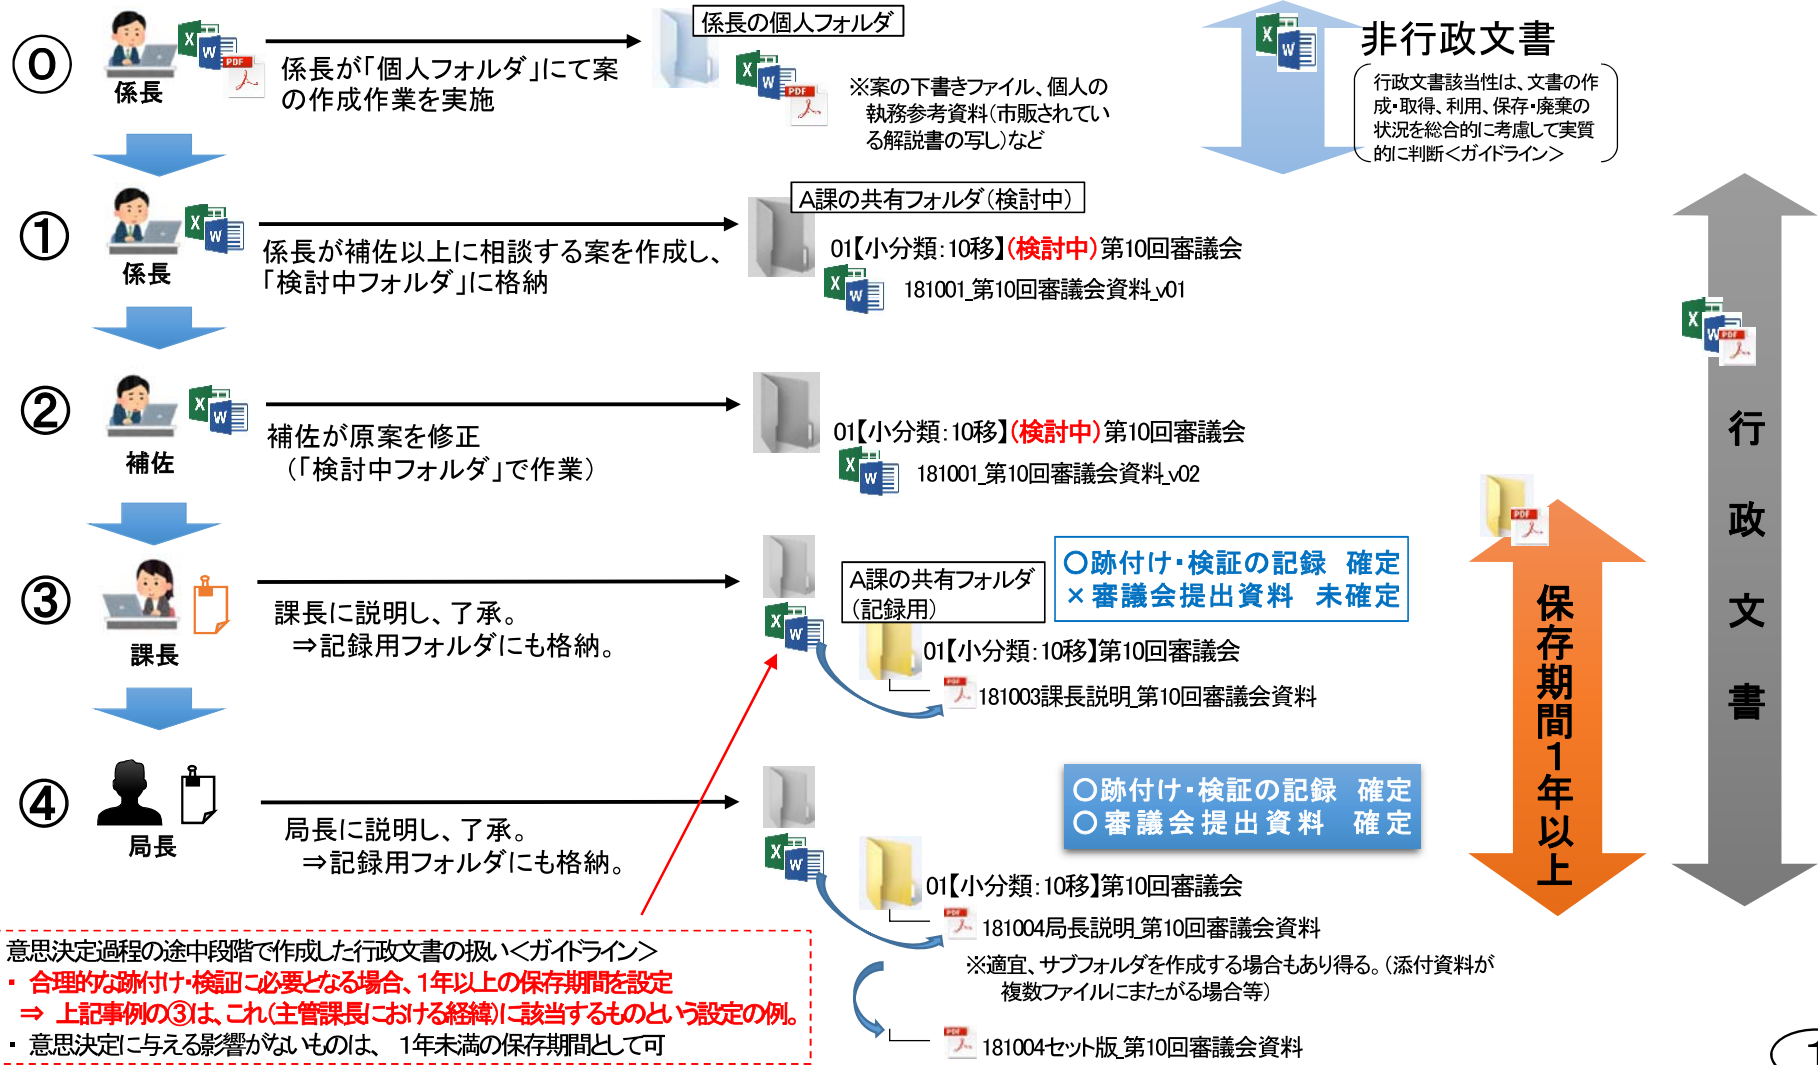 ⓪
係長
係長が「個人フォルダ」にて案
の作成作業を実施
係長の個人フォルダ
※案の下書きファイル、個人の
執務参考資料(市販されてい
る解説書の写し)など
非行政文書
行政文書該当性は、文書の作
成・取得、利用、保存・廃棄の
状況を総合的に考慮して実質
的に判断<ガイドライン>
①
係長
係長が補佐以上に相談する案を作成し、
「検討中フォルダ」に格納
A課の共有フォルダ(検討中)
01【小分類:10移】(検討中)第10回審議会
181001_第10回審議会資料_v01
②
補佐
補佐が原案を修正
(「検討中フォルダ」で作業)
01【小分類:10移】(検討中)第10回審議会
181001_第10回審議会資料_v02
③
課長
課長に説明し、了承。
⇒記録用フォルダにも格納。
A課の共有フォルダ
(記録用)
〇跡付け・検証の記録 確定
×審議会提出資料 未確定
01【小分類:10移】第10回審議会
181003課長説明_第10回審議会資料
④
局長
局長に説明し、了承。
⇒記録用フォルダにも格納。
〇跡付け・検証の記録 確定
〇審議会提出資料 確定
01【小分類:10移】第10回審議会
181004局長説明_第10回審議会資料
※適宜、サブフォルダを作成する場合もあり得る。(添付資料が
複数ファイルにまたがる場合等)
181004セット版_第10回審議会資料
保存期間1年以上
行政文書
意思決定過程の途中段階で作成した行政文書の扱い<ガイドライン>
・ 合理的な跡付け・検証に必要となる場合、1年以上の保存期間を設定
⇒ 上記事例の③は、これ(主管課長における経緯)に該当するものという設定の例。
・ 意思決定に与える影響がないものは、 1年未満の保存期間として可